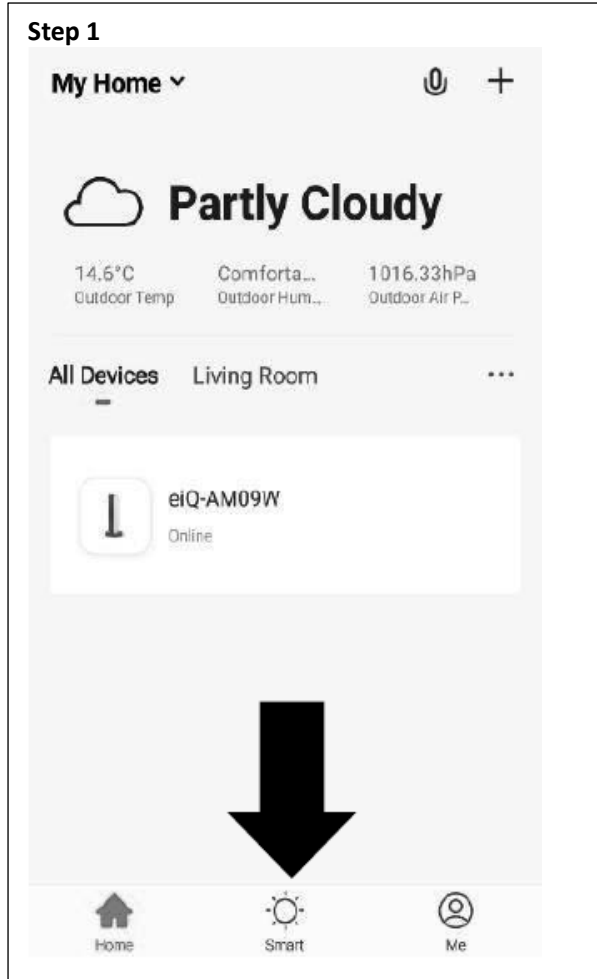 Step 1
My Home
Partly Cloudy
14.6°C Comforta... 1016.33hPa
Outdoor Temp Outdoor Hum... Outdoor Air P...
All Devices Living Room ...
eiQ-AM09W
Online
Home Smart Me